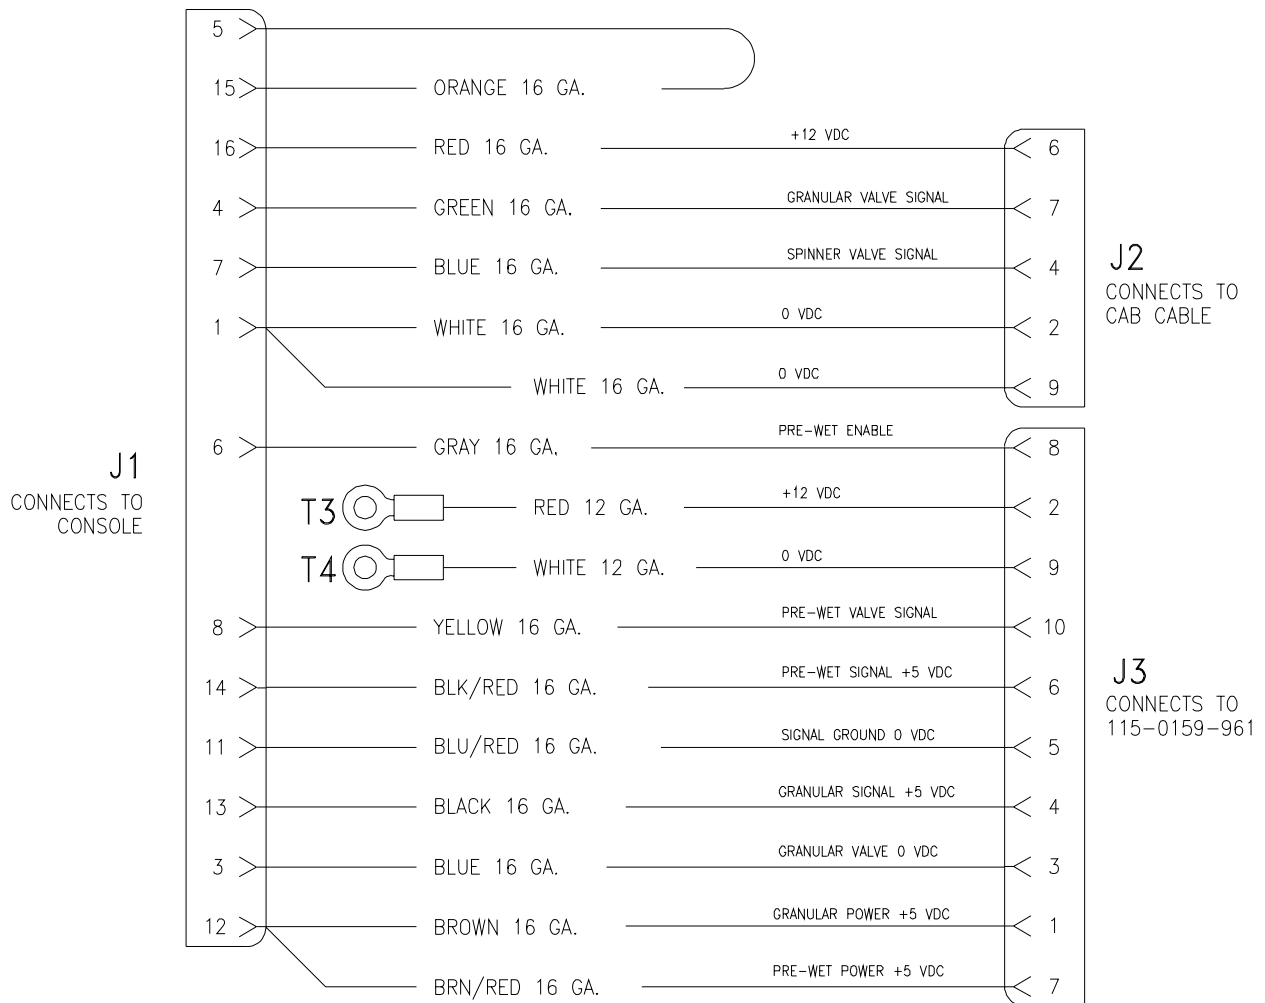 5
15 ORANGE 16 GA.
16 RED 16 GA. +12 VDC 6
4 GREEN 16 GA. GRANULAR VALVE SIGNAL 7
7 BLUE 16 GA. SPINNER VALVE SIGNAL 4
J2
CONNECTS TO
CAB CABLE
1 WHITE 16 GA. 0 VDC 2
WHITE 16 GA. 0 VDC 9
6 GRAY 16 GA. PRE-WET ENABLE 8
J1
CONNECTS TO
CONSOLE
T3 RED 12 GA. +12 VDC 2
T4 WHITE 12 GA. 0 VDC 9
8 YELLOW 16 GA. PRE-WET VALVE SIGNAL 10
14 BLK/RED 16 GA. PRE-WET SIGNAL +5 VDC 6
J3
CONNECTS TO
115-0159-961
11 BLU/RED 16 GA. SIGNAL GROUND 0 VDC 5
13 BLACK 16 GA. GRANULAR SIGNAL +5 VDC 4
3 BLUE 16 GA. GRANULAR VALVE 0 VDC 3
12 BROWN 16 GA. GRANULAR POWER +5 VDC 1
BRN/RED 16 GA. PRE-WET POWER +5 VDC 7